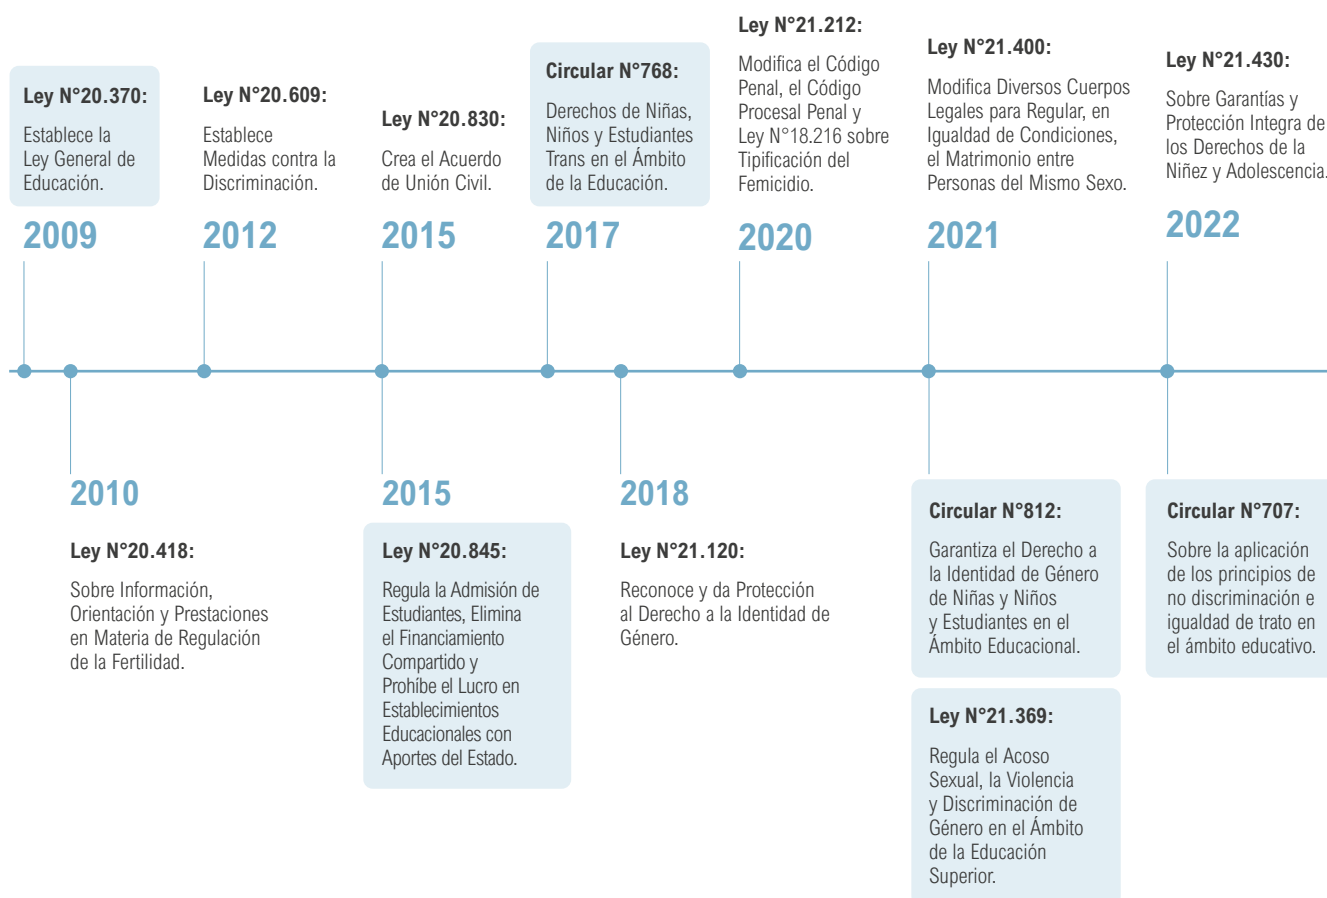 Ley N°20.370:
Establece la
Ley General de
Educación.
2009
Ley N°20.609:
Establece
Medidas contra la
Discriminación.
2012
Ley N°20.830:
Crea el Acuerdo
de Unión Civil.
2015
Circular N°768:
Derechos de Niñas,
Niños y Estudiantes
Trans en el Ámbito
de la Educación.
2017
Ley N°21.212:
Modifica el Código
Penal, el Código
Procesal Penal y
Ley N°18.216 sobre
Tipificación del
Femicidio.
2020
Ley N°21.400:
Modifica Diversos Cuerpos
Legales para Regular, en
Igualdad de Condiciones,
el Matrimonio entre
Personas del Mismo Sexo.
2021
Ley N°21.430:
Sobre Garantías y
Protección Integra de
los Derechos de la
Niñez y Adolescencia.
2022
2010
Ley N°20.418:
Sobre Información,
Orientación y Prestaciones
en Materia de Regulación
de la Fertilidad.
2015
Ley N°20.845:
Regula la Admisión de
Estudiantes, Elimina
el Financiamiento
Compartido y
Prohíbe el Lucro en
Establecimientos
Educacionales con
Aportes del Estado.
2018
Ley N°21.120:
Reconoce y da Protección
al Derecho a la Identidad de
Género.
Circular N°812:
Garantiza el Derecho a
la Identidad de Género
de Niñas y Niños
y Estudiantes en el
Ámbito Educacional.
Ley N°21.369:
Regula el Acoso
Sexual, la Violencia
y Discriminación de
Género en el Ámbito
de la Educación
Superior.
Circular N°707:
Sobre la aplicación
de los principios de
no discriminación e
igualdad de trato en
el ámbito educativo.